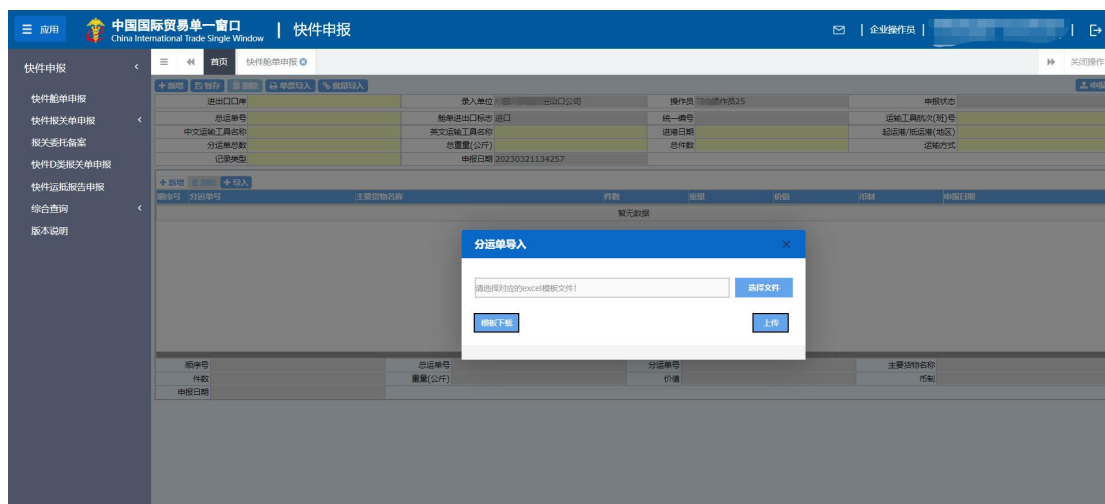 应用 中国国际贸易单一窗口 快件申报 企业操作员
China International Trade Single Window
快件申报 首页 快件舱单申报 关闭操作
快件舱单申报
快件报关单申报
报关委托备案
快件D类报关单申报
快件运抵报告申报
综合查询
版本说明
+新增 暂存 删除 单票导入 批量导入 申报
进出口口岸 录入单位 操作员 操作员25 申报状态
总运单号 舱单进出口标志 进口 统一编号 运输工具航次(班)号
中文运输工具名称 英文运输工具名称 进港日期 起运港/抵运港(地区)
分运单总数 总重量(公斤) 总件数 运输方式
记录类型 申报日期 20230321134257
+新增 删除 +导入
顺序号 分运单号 主要货物名称 件数 重量 价值 币制 申报日期
暂无数据
分运单导入 ×
请选择对应的excel模板文件! 选择文件
模板下载 上传
顺序号 总运单号 分运单号 主要货物名称
件数 重量(公斤) 价值 币制
申报日期